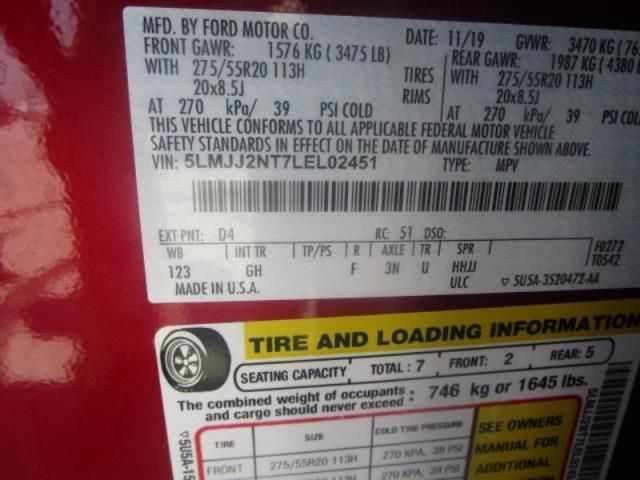 MFD. BY FORD MOTOR CO.
DATE: 11/19 GVWR: 3470 KG
FRONT GAWR: 1576 KG (3475 LB) REAR GAWR:
1987 KG (4380 LB
WITH 275/55R20 113H TIRES WITH 275/55R20 113H
20x8.5J RIMS 20x8.5J
AT 270 kPa/ 39 PSI COLD AT 270 kPa/ 39 PSI COL
THIS VEHICLE CONFORMS TO ALL APPLICABLE FEDERAL MOTOR VEHICLE
SAFETY STANDARDS IN EFFECT ON THE DATE OF MANUFACTURE SHOWN ABOVE.
VIN: 5LMJJ2NT7LEL02451 TYPE: MPV
EXT PNT: D4 RC: 51 DSO: F0272
WB INT TR TP/PS R AXLE TR SPR T0542
123 GH F 3N U HHJJ
MADE IN U.S.A. ULC ▽ 5U5A-3520472-AA
TIRE AND LOADING INFORMATION
SEATING CAPACITY TOTAL : 7 FRONT: 2 REAR: 5
The combined weight of occupants
and cargo should never exceed : 746 kg or 1645 lbs.
TIRE SIZE COLD TIRE PRESSURE
FRONT 275/55R20 113H 270 KPA, 39 PSI
SEE OWNERS
MANUAL FOR
ADDITIONAL